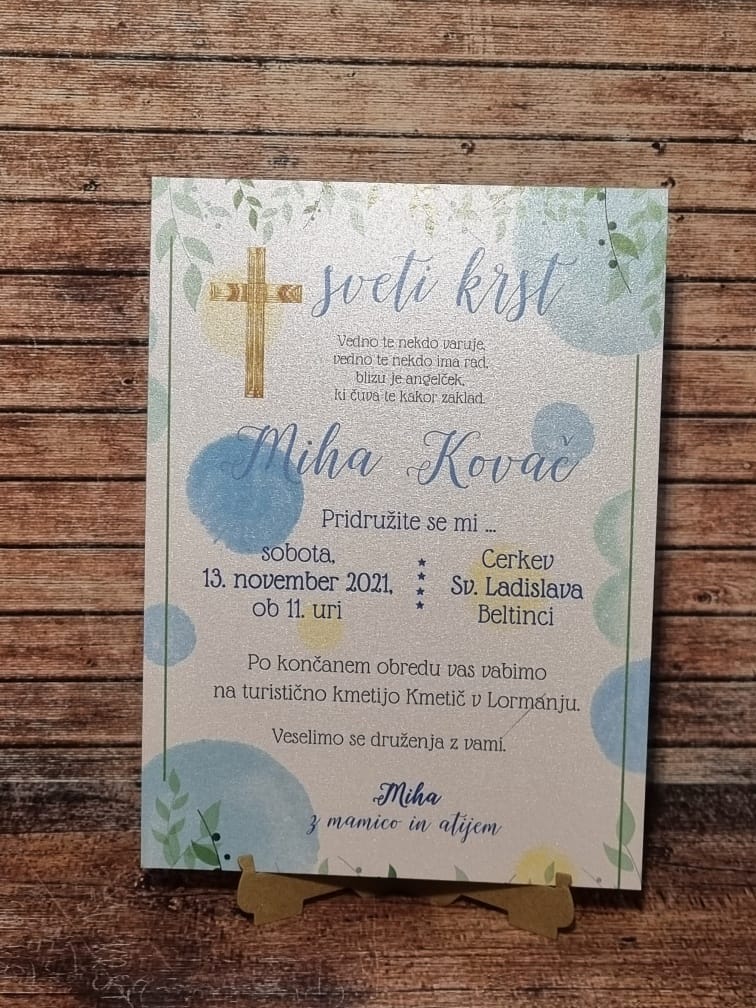 sveti krst
Vedno te nekdo varuje,
vedno te nekdo ima rad,
blizu je angelček,
ki čuva te kakor zaklad.
Miha Kovač
Pridružite se mi ...
sobota,
13. november 2021,
ob 11. uri
Cerkev
Sv. Ladislava
Beltinci
Po končanem obredu vas vabimo
na turistično kmetijo Kmetič v Lormanju.
Veselimo se druženja z vami.
Miha
z mamico in atijem